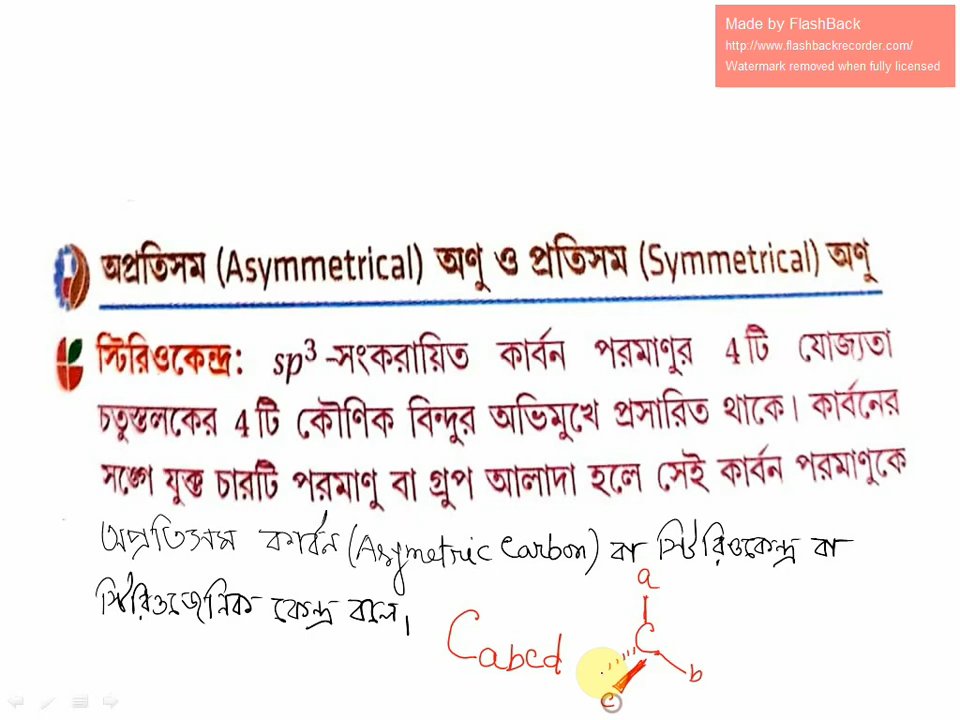 Made by FlashBack
http://www.flashbackrecorder.com/
Watermark removed when fully licensed
অপ্রতিসম (Asymmetrical) অণু ও প্রতিসম (Symmetrical) অণু
স্টিরিওকেন্দ্র: sp³-সংকরায়িত কার্বন পরমাণুর 4টি যোজ্যতা
চতুস্তলকের 4টি কৌণিক বিন্দুর অভিমুখে প্রসারিত থাকে। কার্বনের
সঙ্গে যুক্ত চারটি পরমাণু বা গ্রুপ আলাদা হলে সেই কার্বন পরমাণুকে
অপ্রতিসম কার্বন (Asymetric carbon) বা স্টিরিওকেন্দ্র বা
স্টিরিওজেনিক কেন্দ্র বলে।
a
Cabcd
C
b
c